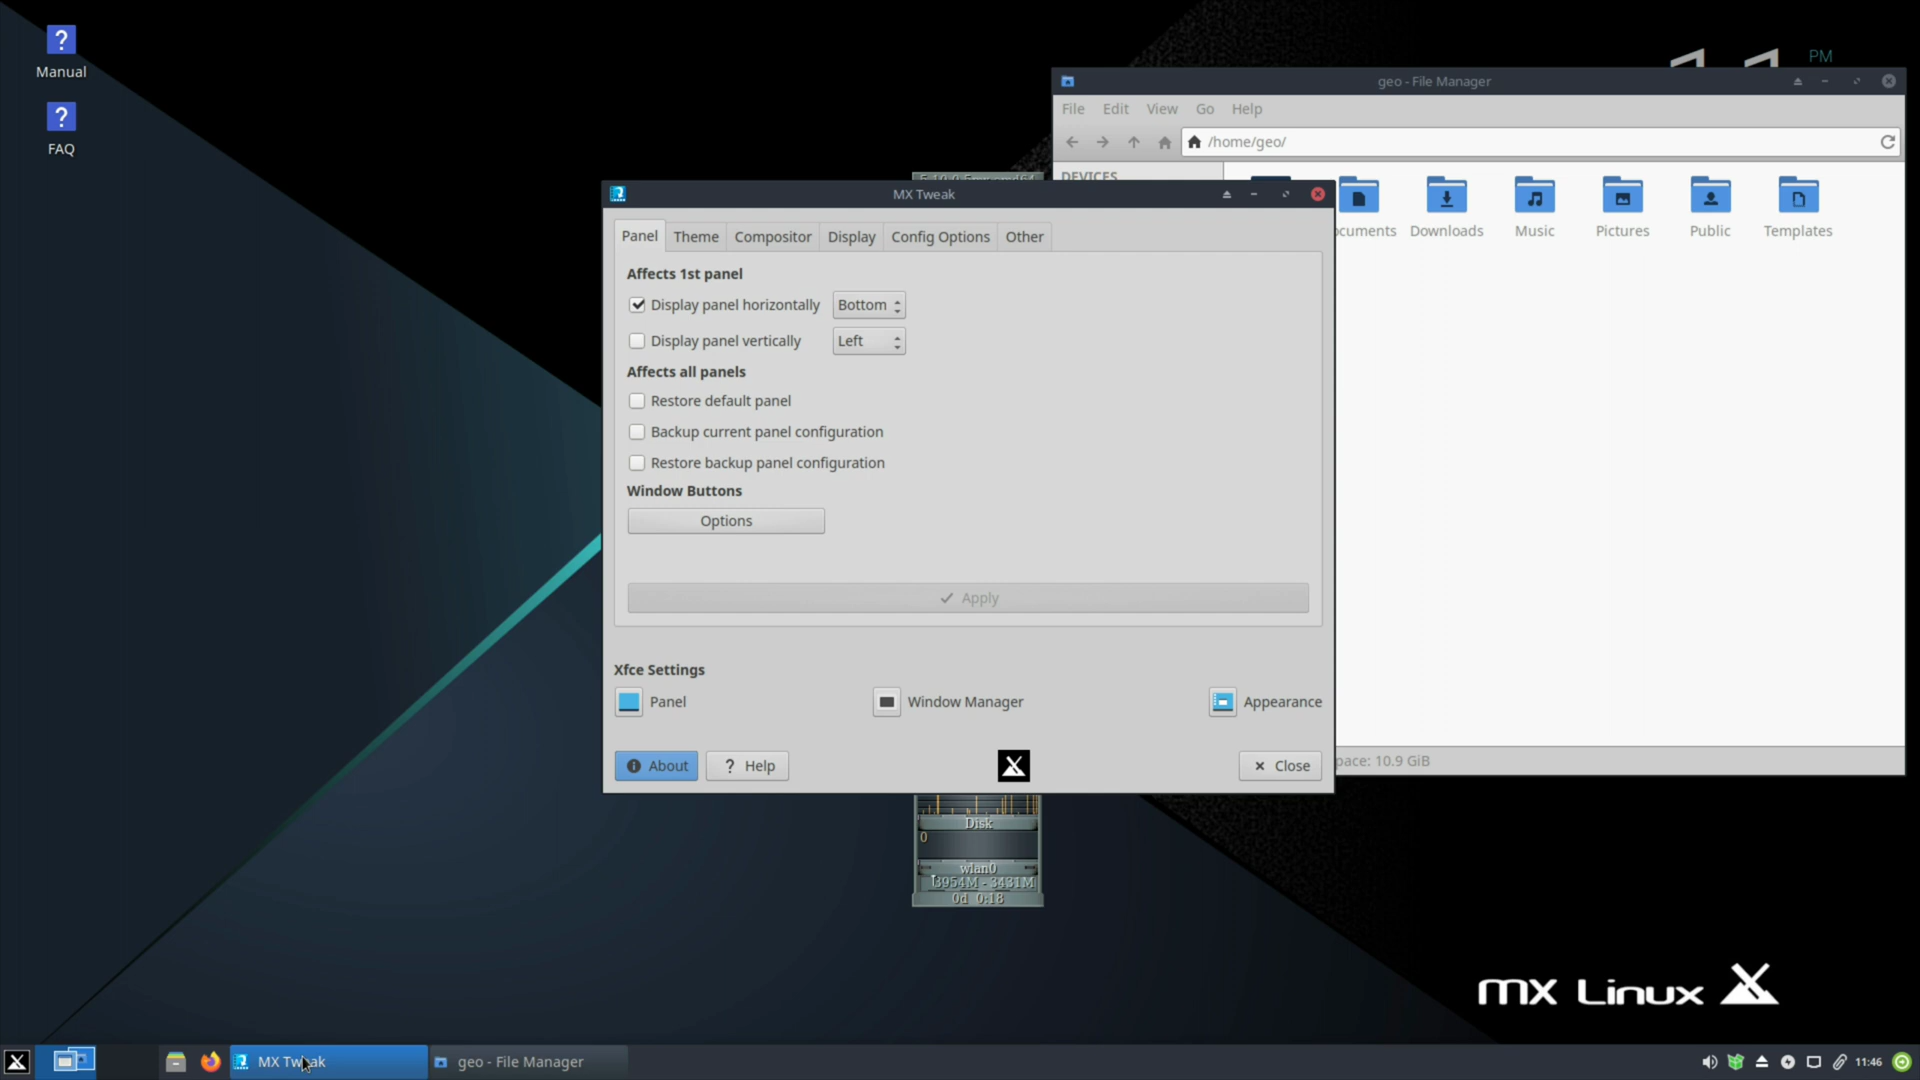 Manual
FAQ
PM
geo - File Manager
File Edit View Go Help
/home/geo/
DEVICES
Downloads
Music
Pictures
Public
Templates
MX Tweak
Panel Theme Compositor Display Config Options Other
Affects 1st panel
Display panel horizontally Bottom
Display panel vertically Left
Affects all panels
Restore default panel
Backup current panel configuration
Restore backup panel configuration
Window Buttons
Options
Apply
Xfce Settings
Panel Window Manager Appearance
About ? Help Close
10.9 GiB
Disk
0
wlan0
0d 0:18
MX Linux
MX Tweak
geo - File Manager
11:46